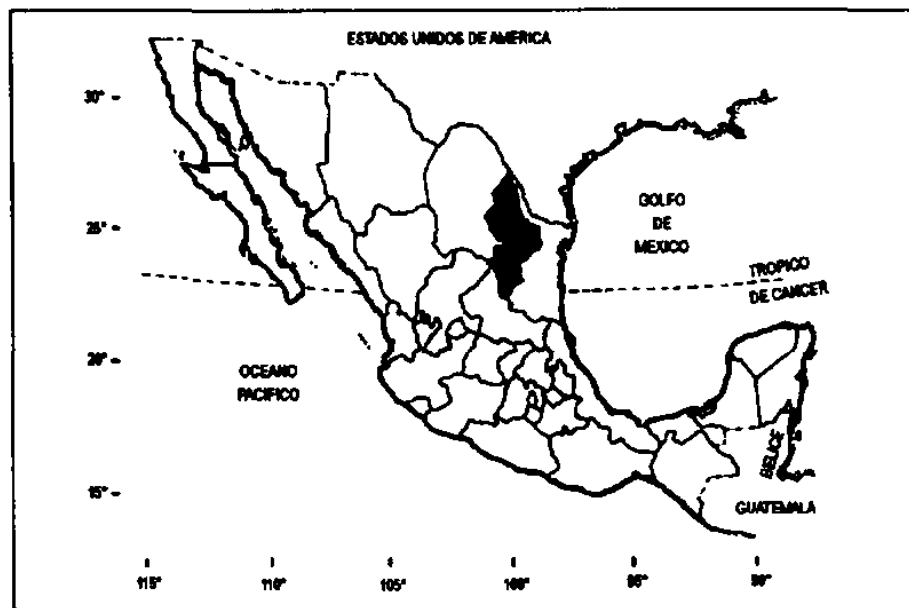 ESTADOS UNIDOS DE AMERICA
30°
25°
20°
15°
GOLFO
DE
MEXICO
TROPICO
DE CANCER
OCEANO
PACIFICO
BELICE
GUATEMALA
115° 110° 105° 100° 95° 90°